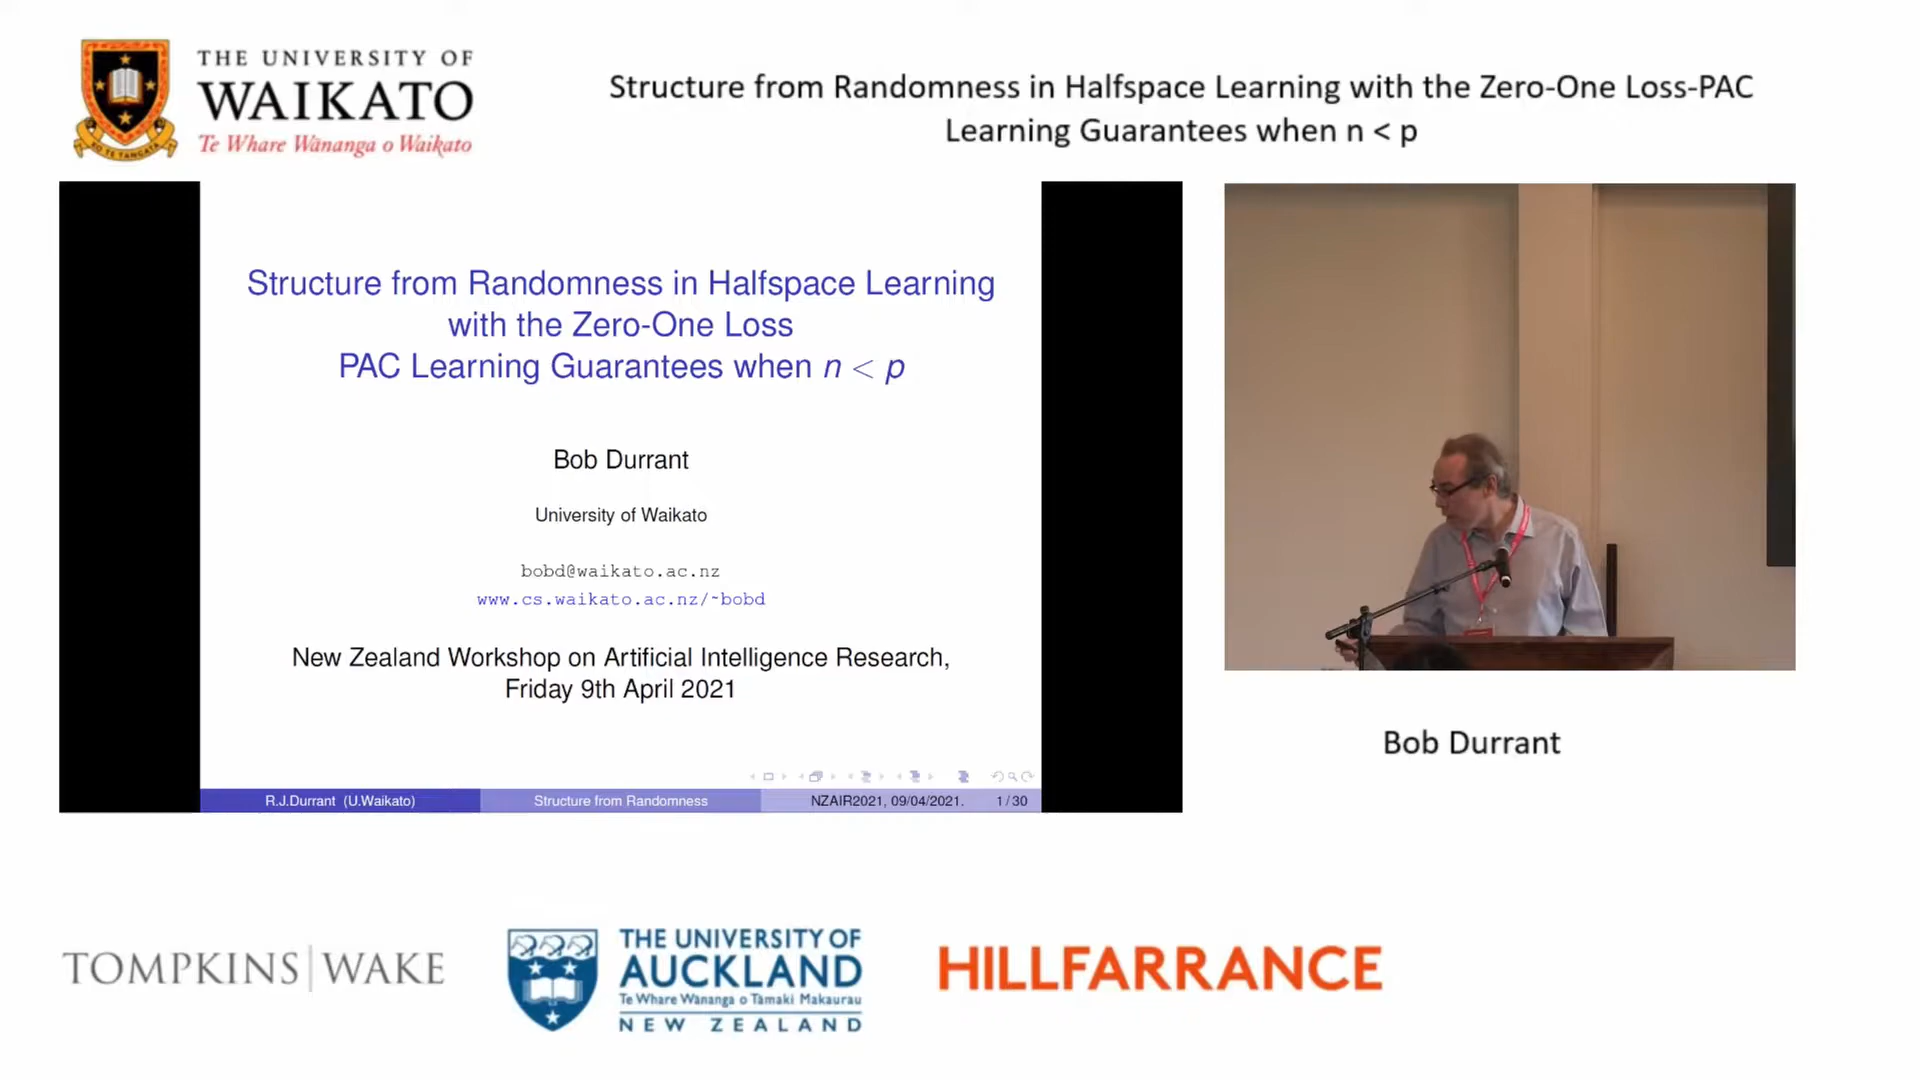 THE UNIVERSITY OF
WAIKATO
Te Whare Wānanga o Waikato
KO TE TANGATA
Structure from Randomness in Halfspace Learning with the Zero-One Loss-PAC
Learning Guarantees when n < p
Structure from Randomness in Halfspace Learning
with the Zero-One Loss
PAC Learning Guarantees when n < p
Bob Durrant
University of Waikato
bobd@waikato.ac.nz
www.cs.waikato.ac.nz/~bobd
New Zealand Workshop on Artificial Intelligence Research,
Friday 9th April 2021
R.J.Durrant (U.Waikato)
Structure from Randomness
NZAIR2021, 09/04/2021.
1 / 30
Bob Durrant
TOMPKINS|WAKE
THE UNIVERSITY OF
AUCKLAND
Te Whare Wānanga o Tāmaki Makaurau
NEW ZEALAND
HILLFARRANCE